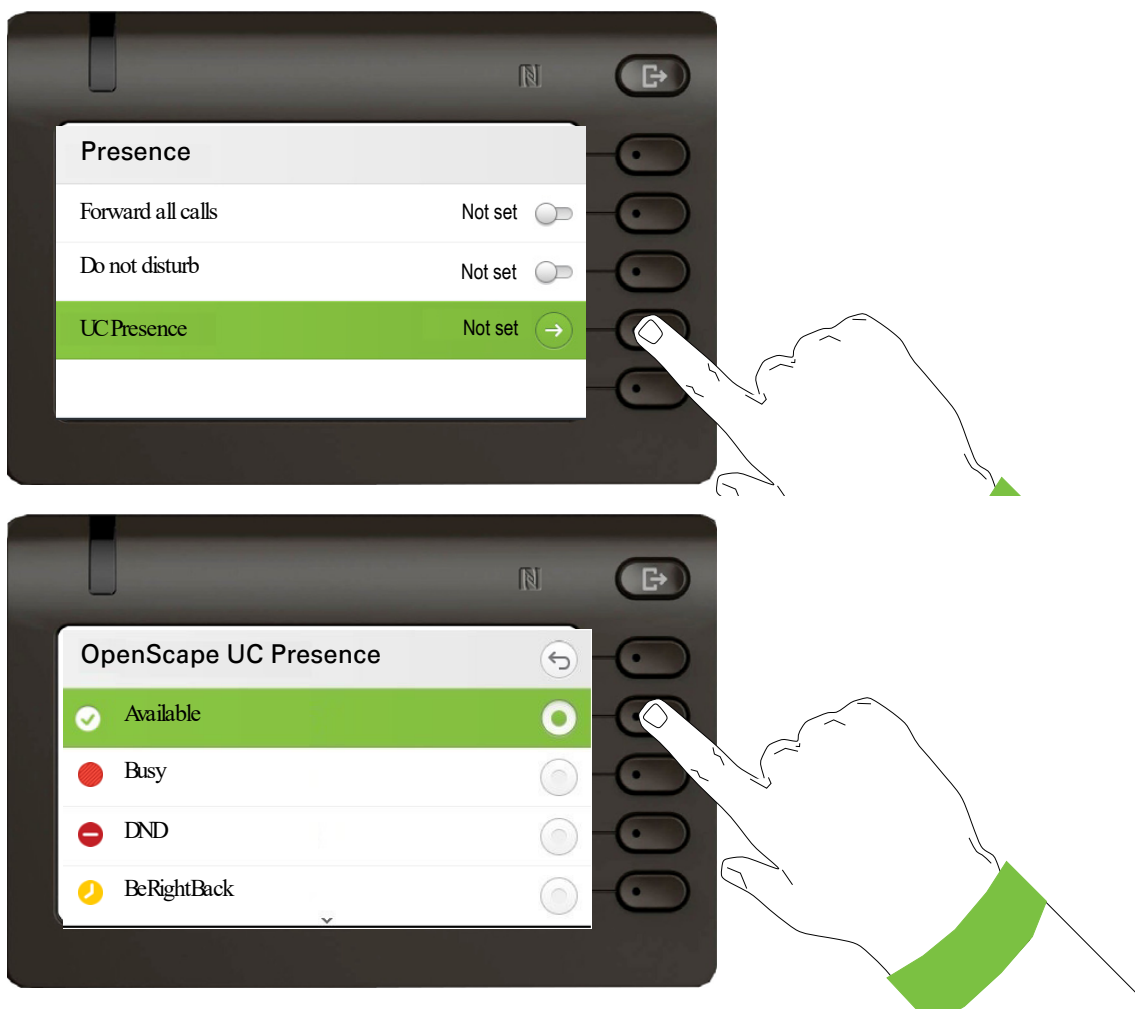 Presence
Forward all calls Not set
Do not disturb Not set
UC Presence Not set
OpenScape UC Presence
Available
Busy
DND
BeRightBack